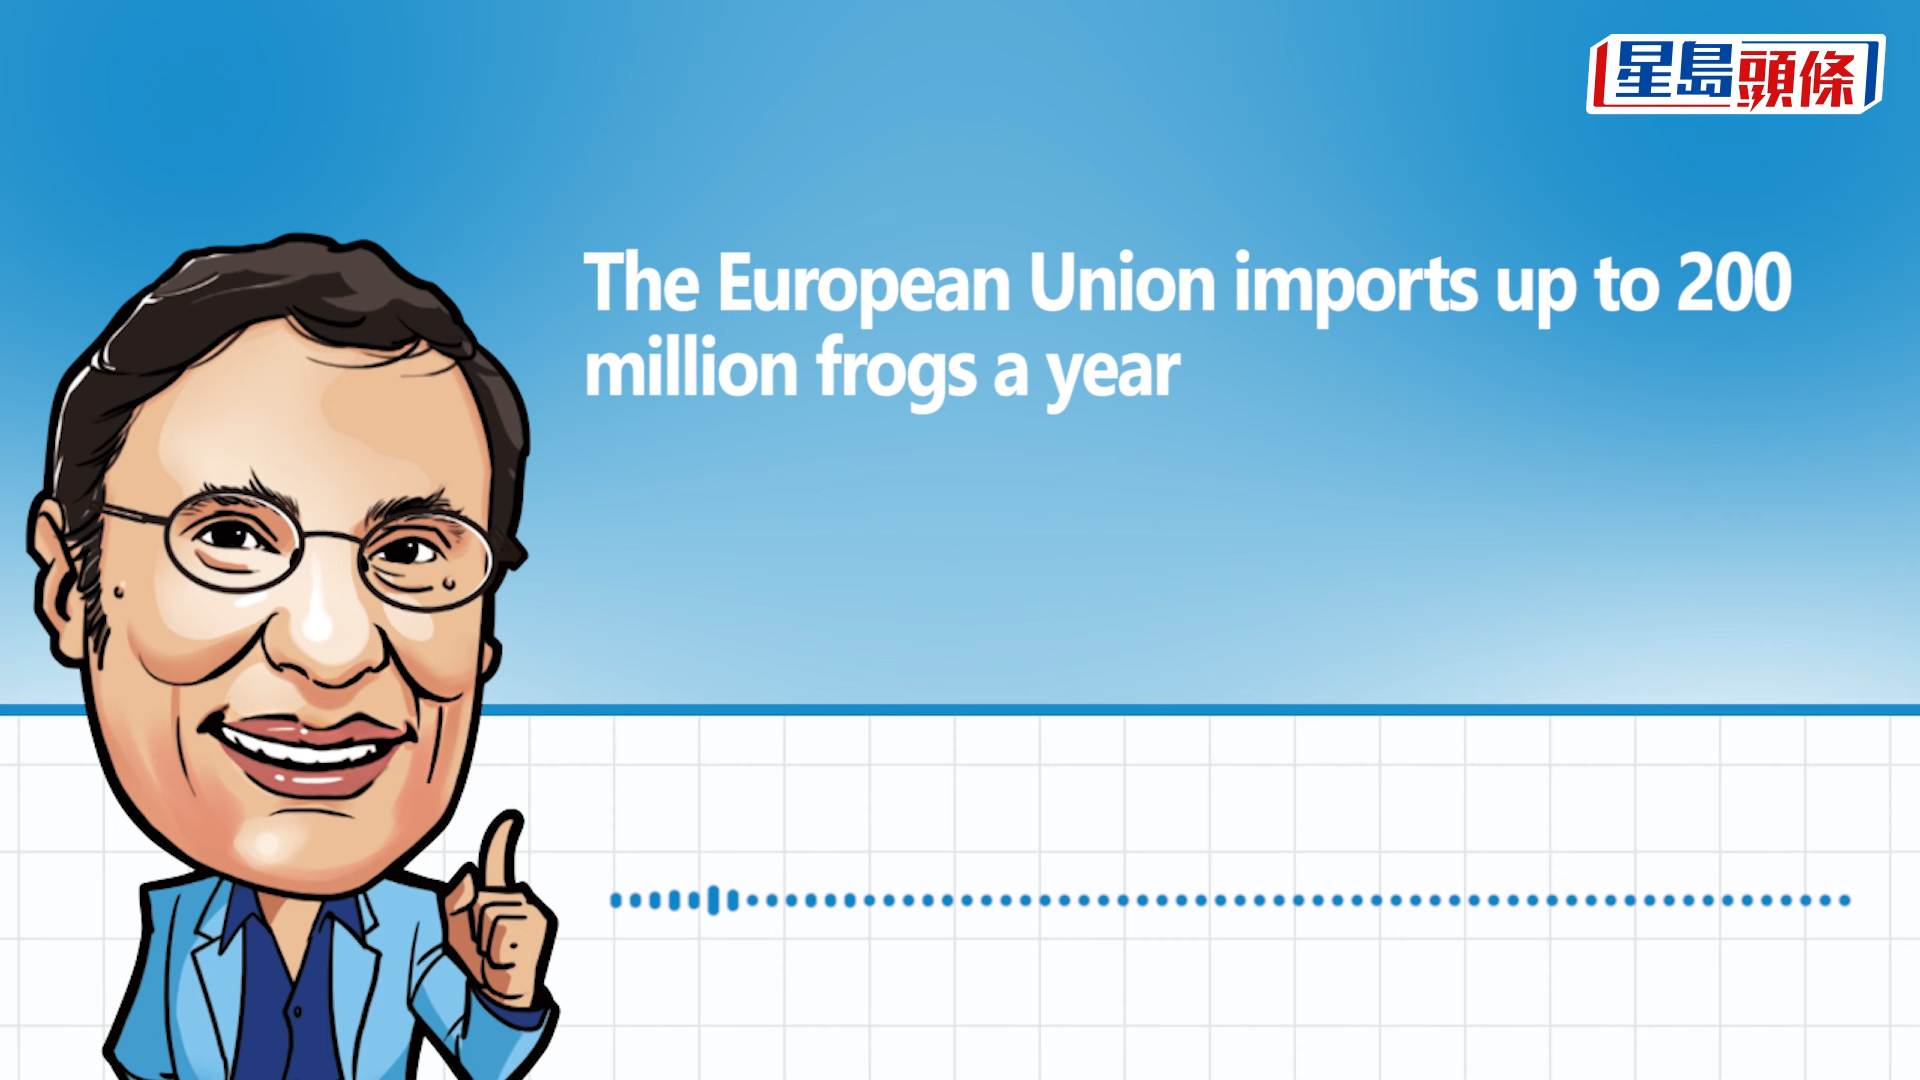 星島頭條
The European Union imports up to 200
million frogs a year